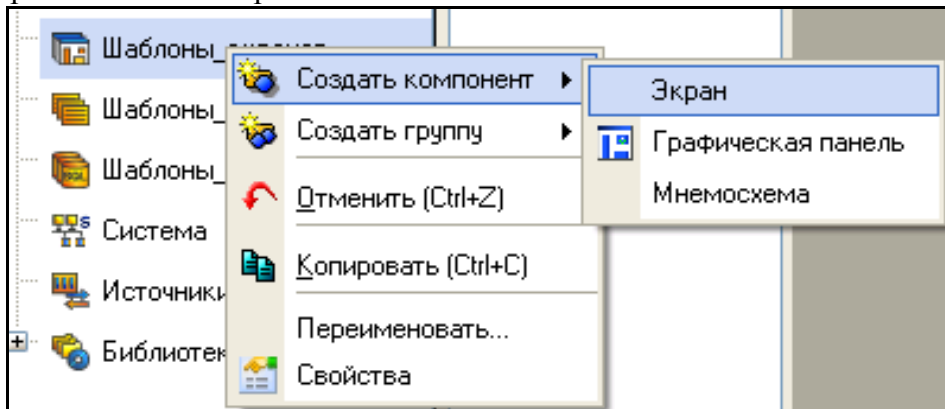 Шаблоны_
Создать компонент
Экран
Шаблоны_
Создать группу
Графическая панель
Шаблоны_
Отменить (Ctrl+Z)
Мнемосхема
Система
Копировать (Ctrl+C)
Источники
Переименовать...
Библиотек
Свойства